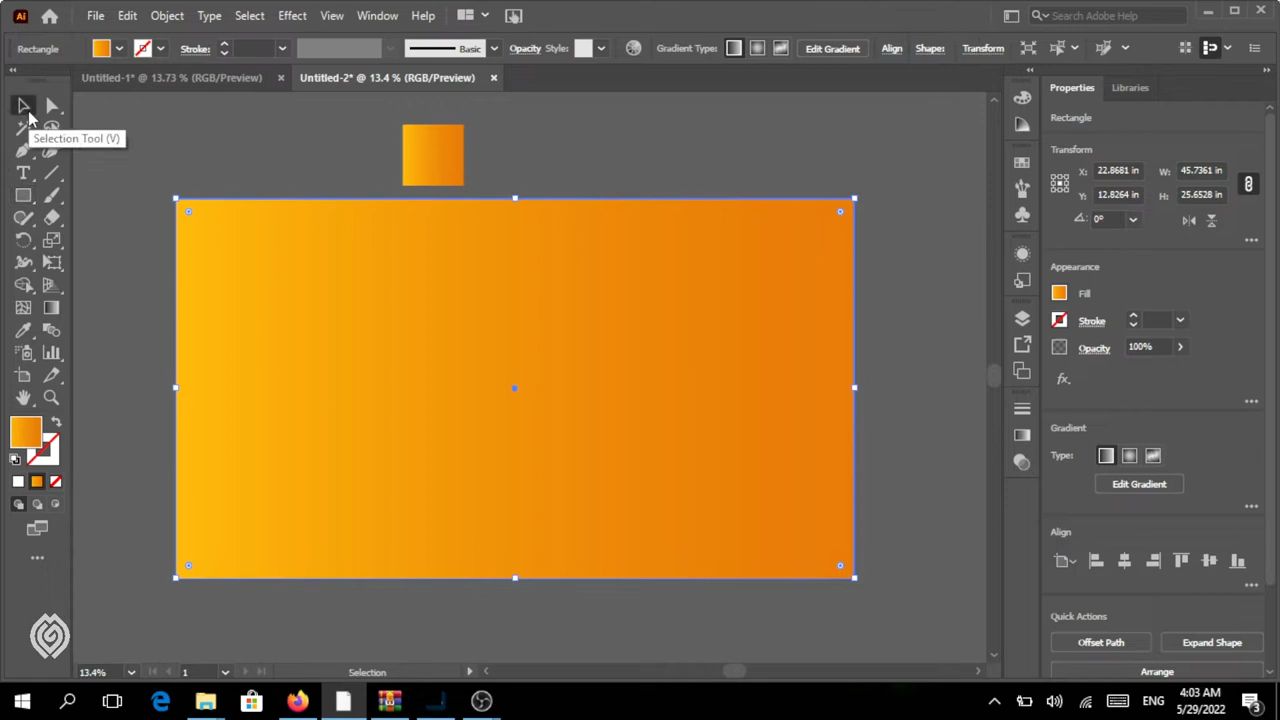 Ai File Edit Object Type Select Effect View Window Help Search Adobe Help
Rectangle Stroke: Basic Opacity Style: Gradient Type: Edit Gradient Align Shape: Transform
Untitled-1* @ 13.73 % (RGB/Preview) × Untitled-2* @ 13.4 % (RGB/Preview) ×
Selection Tool (V)
Properties Libraries
Rectangle
Transform
X: 22.8681 in W: 45.7361 in
Y: 12.8264 in H: 25.6528 in
0°
Appearance
Fill
Stroke
Opacity 100%
fx.
Gradient
Type:
Edit Gradient
Align
Quick Actions
Offset Path Expand Shape
Arrange
13.4% 1 Selection
ENG 4:03 AM
5/29/2022 3